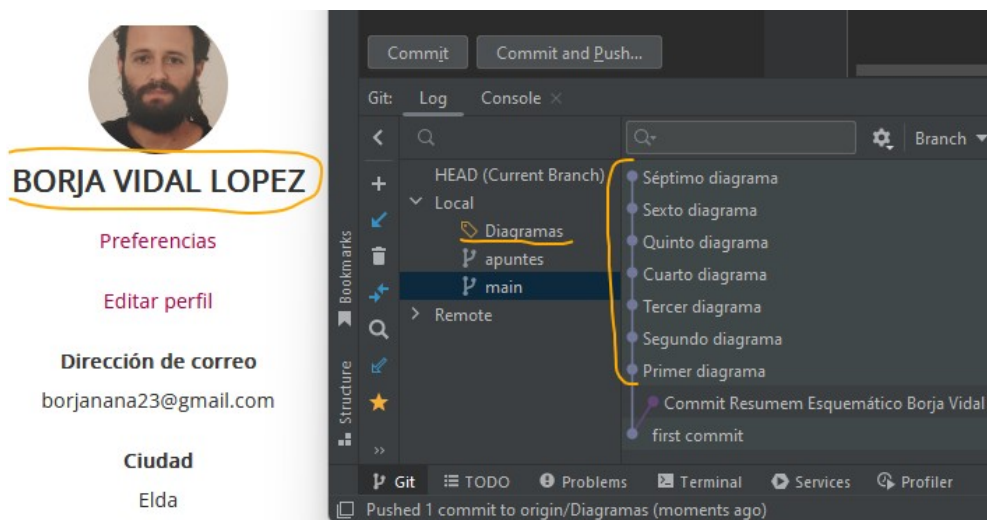 BORJA VIDAL LOPEZ
Preferencias
Editar perfil
Dirección de correo
borjanana23@gmail.com
Ciudad
Elda
Commit
Commit and Push...
Git:
Log
Console
Branch
HEAD (Current Branch)
Local
Diagramas
apuntes
main
Remote
Séptimo diagrama
Sexto diagrama
Quinto diagrama
Cuarto diagrama
Tercer diagrama
Segundo diagrama
Primer diagrama
Commit Resumem Esquemático Borja Vidal
first commit
Bookmarks
Structure
Git
TODO
Problems
Terminal
Services
Profiler
Pushed 1 commit to origin/Diagramas (moments ago)